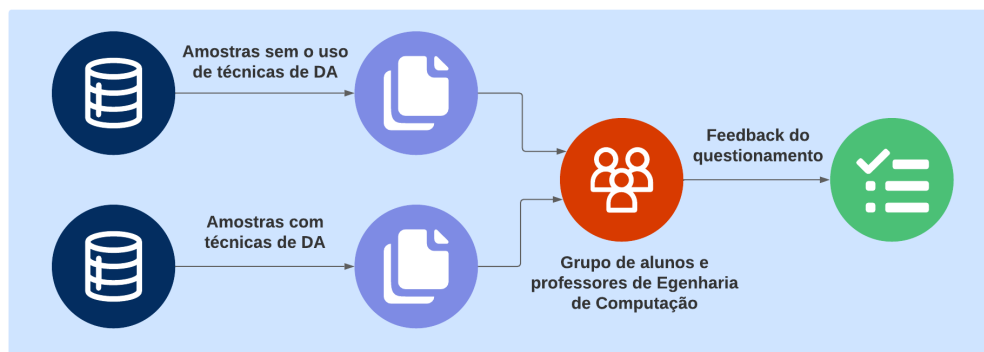 Amostras sem o uso
de técnicas de DA
Amostras com
técnicas de DA
Grupo de alunos e
professores de Egenharia
de Computação
Feedback do
questionamento